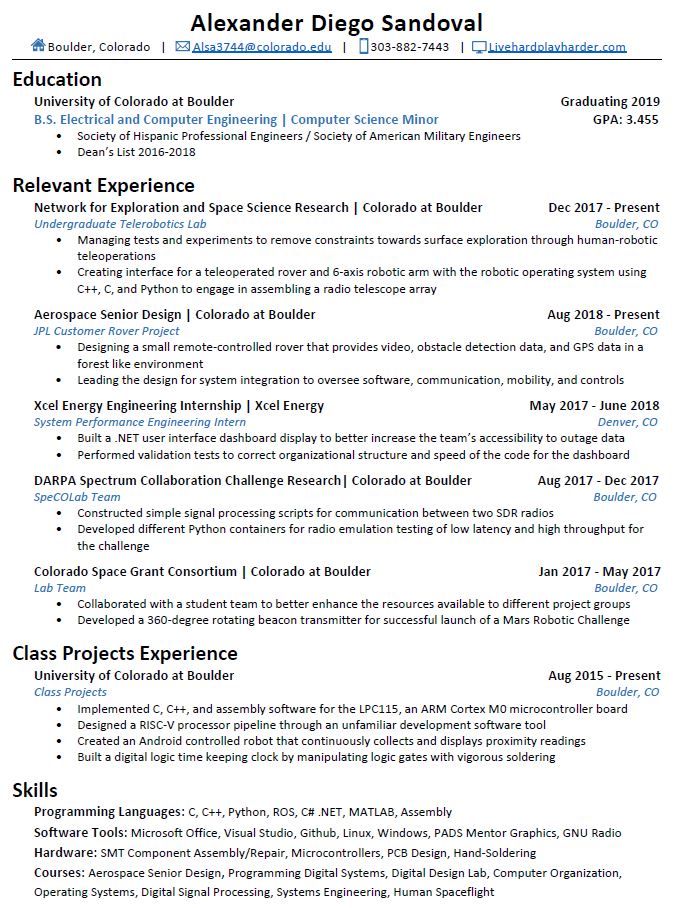 Alexander Diego Sandoval
Boulder, Colorado | Alsa3744@colorado.edu | 303-882-7443 | Livehardplayharder.com
Education
University of Colorado at Boulder Graduating 2019
B.S. Electrical and Computer Engineering | Computer Science Minor GPA: 3.455
• Society of Hispanic Professional Engineers / Society of American Military Engineers
• Dean's List 2016-2018
Relevant Experience
Network for Exploration and Space Science Research | Colorado at Boulder Dec 2017 - Present
Undergraduate Telerobotics Lab Boulder, CO
• Managing tests and experiments to remove constraints towards surface exploration through human-robotic
teleoperations
• Creating interface for a teleoperated rover and 6-axis robotic arm with the robotic operating system using
C++, C, and Python to engage in assembling a radio telescope array
Aerospace Senior Design | Colorado at Boulder Aug 2018 - Present
JPL Customer Rover Project Boulder, CO
• Designing a small remote-controlled rover that provides video, obstacle detection data, and GPS data in a
forest like environment
• Leading the design for system integration to oversee software, communication, mobility, and controls
Xcel Energy Engineering Internship | Xcel Energy May 2017 - June 2018
System Performance Engineering Intern Denver, CO
• Built a .NET user interface dashboard display to better increase the team's accessibility to outage data
• Performed validation tests to correct organizational structure and speed of the code for the dashboard
DARPA Spectrum Collaboration Challenge Research| Colorado at Boulder Aug 2017 - Dec 2017
SpeCOLab Team Boulder, CO
• Constructed simple signal processing scripts for communication between two SDR radios
• Developed different Python containers for radio emulation testing of low latency and high throughput for
the challenge
Colorado Space Grant Consortium | Colorado at Boulder Jan 2017 - May 2017
Lab Team Boulder, CO
• Collaborated with a student team to better enhance the resources available to different project groups
• Developed a 360-degree rotating beacon transmitter for successful launch of a Mars Robotic Challenge
Class Projects Experience
University of Colorado at Boulder Aug 2015 - Present
Class Projects Boulder, CO
• Implemented C, C++, and assembly software for the LPC115, an ARM Cortex M0 microcontroller board
• Designed a RISC-V processor pipeline through an unfamiliar development software tool
• Created an Android controlled robot that continuously collects and displays proximity readings
• Built a digital logic time keeping clock by manipulating logic gates with vigorous soldering
Skills
Programming Languages: C, C++, Python, ROS, C# .NET, MATLAB, Assembly
Software Tools: Microsoft Office, Visual Studio, Github, Linux, Windows, PADS Mentor Graphics, GNU Radio
Hardware: SMT Component Assembly/Repair, Microcontrollers, PCB Design, Hand-Soldering
Courses: Aerospace Senior Design, Programming Digital Systems, Digital Design Lab, Computer Organization,
Operating Systems, Digital Signal Processing, Systems Engineering, Human Spaceflight